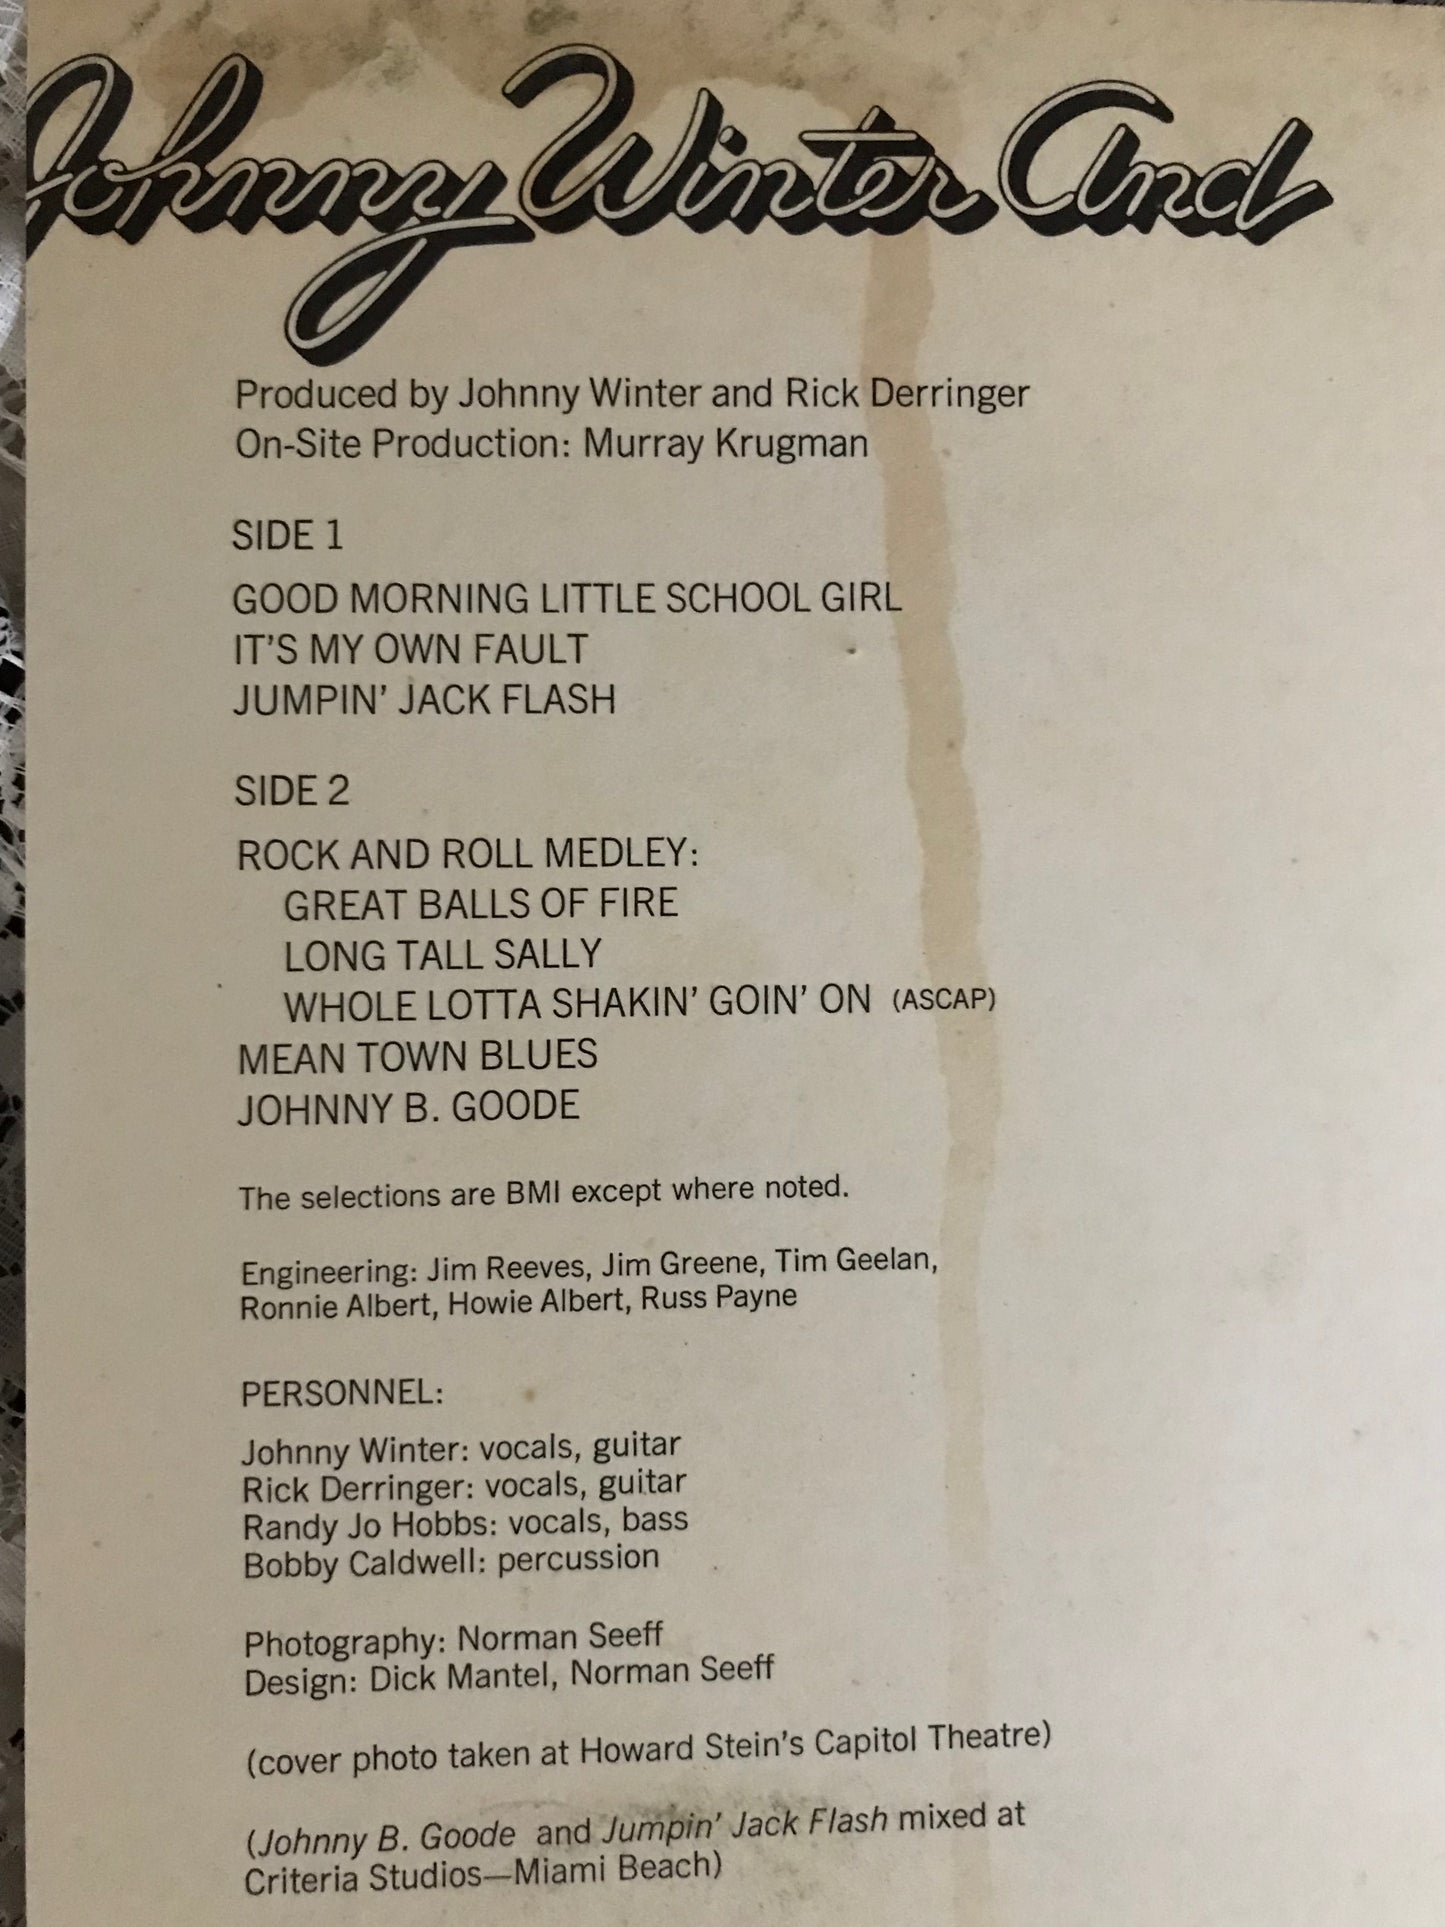 Johnny Winter And
Produced by Johnny Winter and Rick Derringer
On-Site Production: Murray Krugman
SIDE 1
GOOD MORNING LITTLE SCHOOL GIRL
IT'S MY OWN FAULT
JUMPIN' JACK FLASH
SIDE 2
ROCK AND ROLL MEDLEY:
GREAT BALLS OF FIRE
LONG TALL SALLY
WHOLE LOTTA SHAKIN' GOIN' ON (ASCAP)
MEAN TOWN BLUES
JOHNNY B. GOODE
The selections are BMI except where noted.
Engineering: Jim Reeves, Jim Greene, Tim Geelan,
Ronnie Albert, Howie Albert, Russ Payne
PERSONNEL:
Johnny Winter: vocals, guitar
Rick Derringer: vocals, guitar
Randy Jo Hobbs: vocals, bass
Bobby Caldwell: percussion
Photography: Norman Seeff
Design: Dick Mantel, Norman Seeff
(cover photo taken at Howard Stein's Capitol Theatre)
(Johnny B. Goode and Jumpin' Jack Flash mixed at
Criteria Studios—Miami Beach)